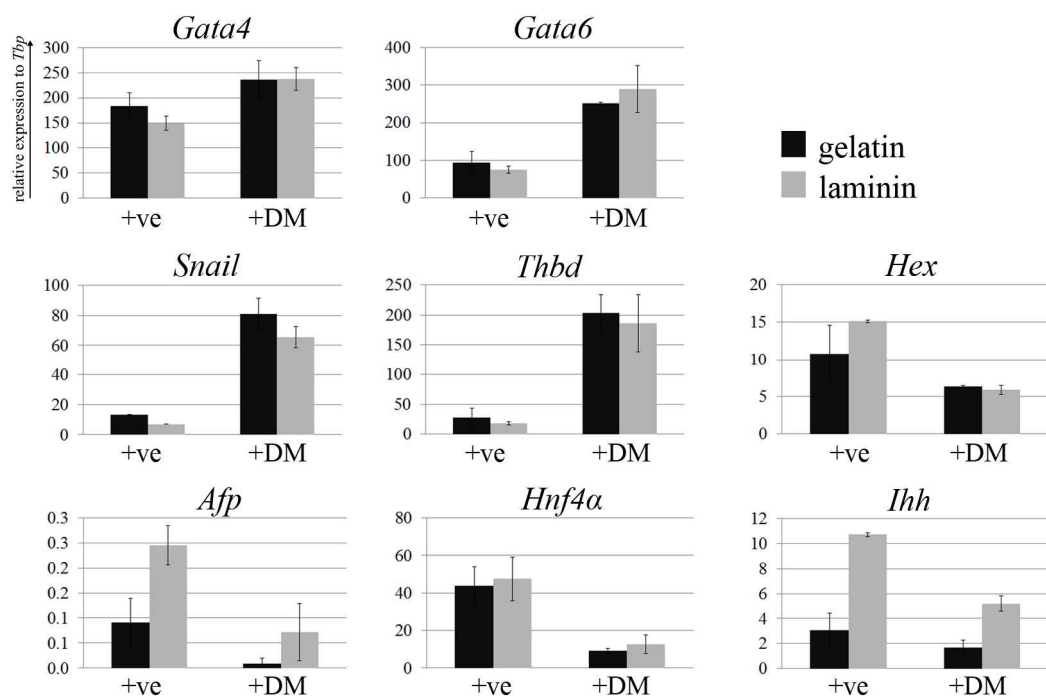 relative expression to Tbp
Gata4
300
250
200
150
100
50
0
+ve
+DM
Gata6
400
300
200
100
0
+ve
+DM
gelatin
laminin
Snail
100
80
60
40
20
0
+ve
+DM
Thbd
250
200
150
100
50
0
+ve
+DM
Hex
20
15
10
5
0
+ve
+DM
Afp
0.3
0.3
0.2
0.2
0.1
0.1
0.0
+ve
+DM
Hnf4α
80
60
40
20
0
+ve
+DM
Ihh
12
10
8
6
4
2
0
+ve
+DM